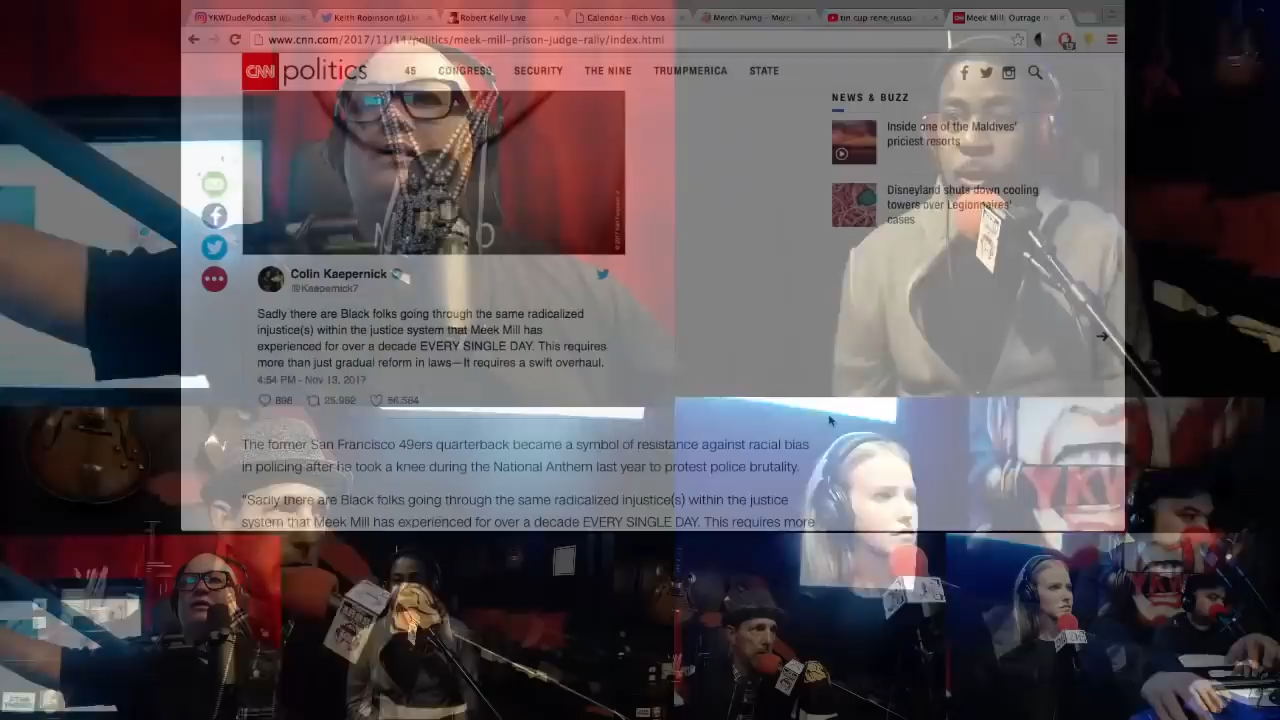 YKWDudePodcast
Keith Robinson
Robert Kelly Live
Calendar - Rich Vos
Merch Pump - Merc
tin cup rene russo
Meek Mill: Outrage
www.cnn.com/2017/11/14/politics/meek-mill-prison-judge-rally/index.html
CNN politics 45 CONGRESS SECURITY THE NINE TRUMPMERICA STATE
NEWS & BUZZ
Inside one of the Maldives'
priciest resorts
Disneyland shuts down cooling
towers over Legionnaires'
cases
Colin Kaepernick
@Kaepernick7
Sadly there are Black folks going through the same radicalized
injustice(s) within the justice system that Meek Mill has
experienced for over a decade EVERY SINGLE DAY. This requires
more than just gradual reform in laws—It requires a swift overhaul.
4:54 PM - Nov 13, 2017
898 25,982 56,584
The former San Francisco 49ers quarterback became a symbol of resistance against racial bias
in policing after he took a knee during the National Anthem last year to protest police brutality.
"Sadly there are Black folks going through the same radicalized injustice(s) within the justice
system that Meek Mill has experienced for over a decade EVERY SINGLE DAY. This requires more
YKW